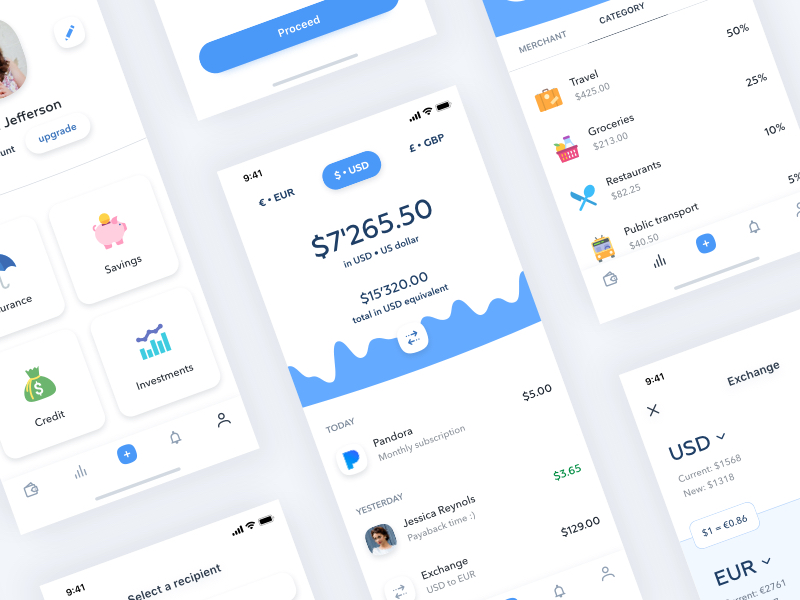 Jefferson
upgrade
Savings
Credit
Investments
Proceed
9:41
€ • EUR
$ • USD
£ • GBP
$7'265.50
in USD • US dollar
$15'320.00
total in USD equivalent
TODAY
Pandora
Monthly subscription
$5.00
YESTERDAY
Jessica Reynols
Payaback time :)
$3.65
Exchange
USD to EUR
$129.00
9:41
Select a recipient
MERCHANT
CATEGORY
Travel
$425.00
50%
Groceries
$213.00
25%
Restaurants
$82.25
10%
Public transport
$40.50
5%
9:41
Exchange
USD
Current: $1568
New: $1318
$1 = €0.86
EUR
Current: €2761